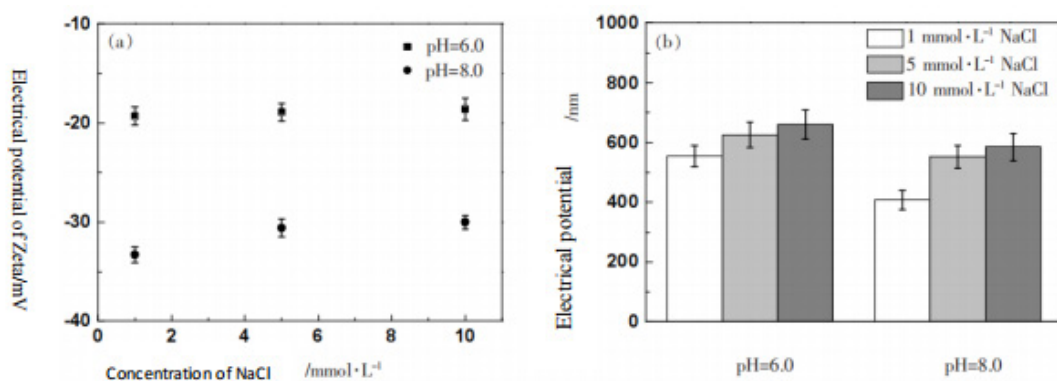 (a)
pH=6.0
pH=8.0
-10
-20
-30
-40
0
2
4
6
8
10
Electrical potential of Zeta/mV
Concentration of NaCl /mmol·L⁻¹
(b)
1 mmol·L⁻¹ NaCl
5 mmol·L⁻¹ NaCl
10 mmol·L⁻¹ NaCl
1000
800
600
400
200
0
Electrical potential /nm
pH=6.0
pH=8.0